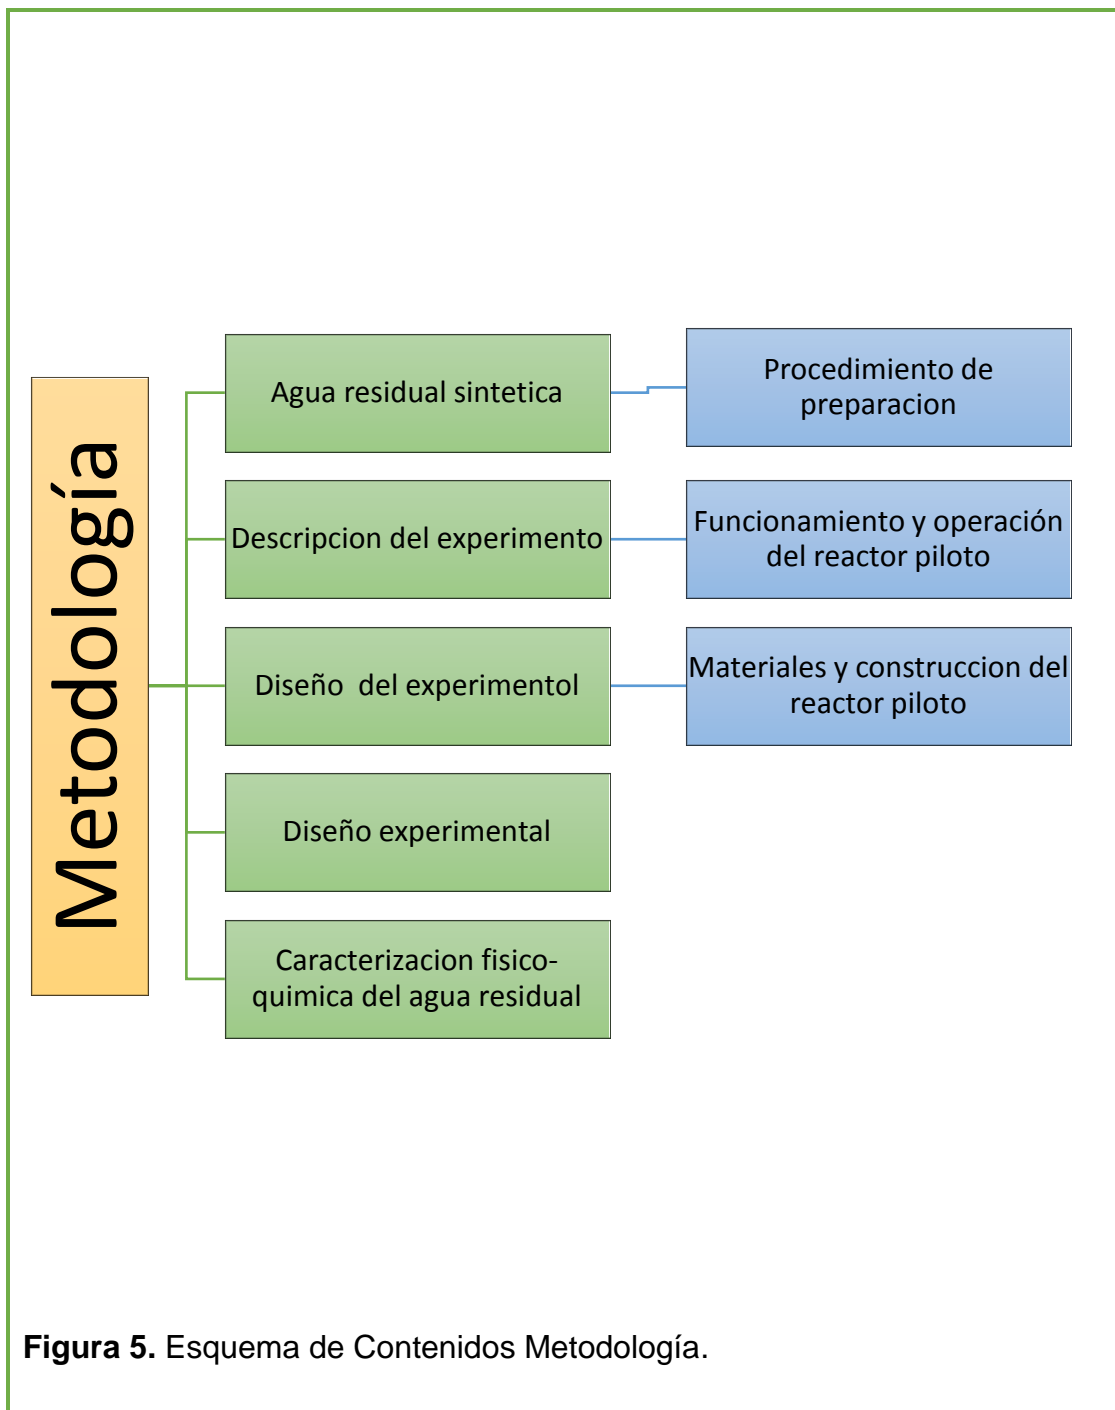 Metodología
Agua residual sintetica
Procedimiento de
preparacion
Descripcion del experimento
Funcionamiento y operación
del reactor piloto
Diseño  del experimentol
Materiales y construccion del
reactor piloto
Diseño experimental
Caracterizacion fisico-
quimica del agua residual
Figura 5. Esquema de Contenidos Metodología.